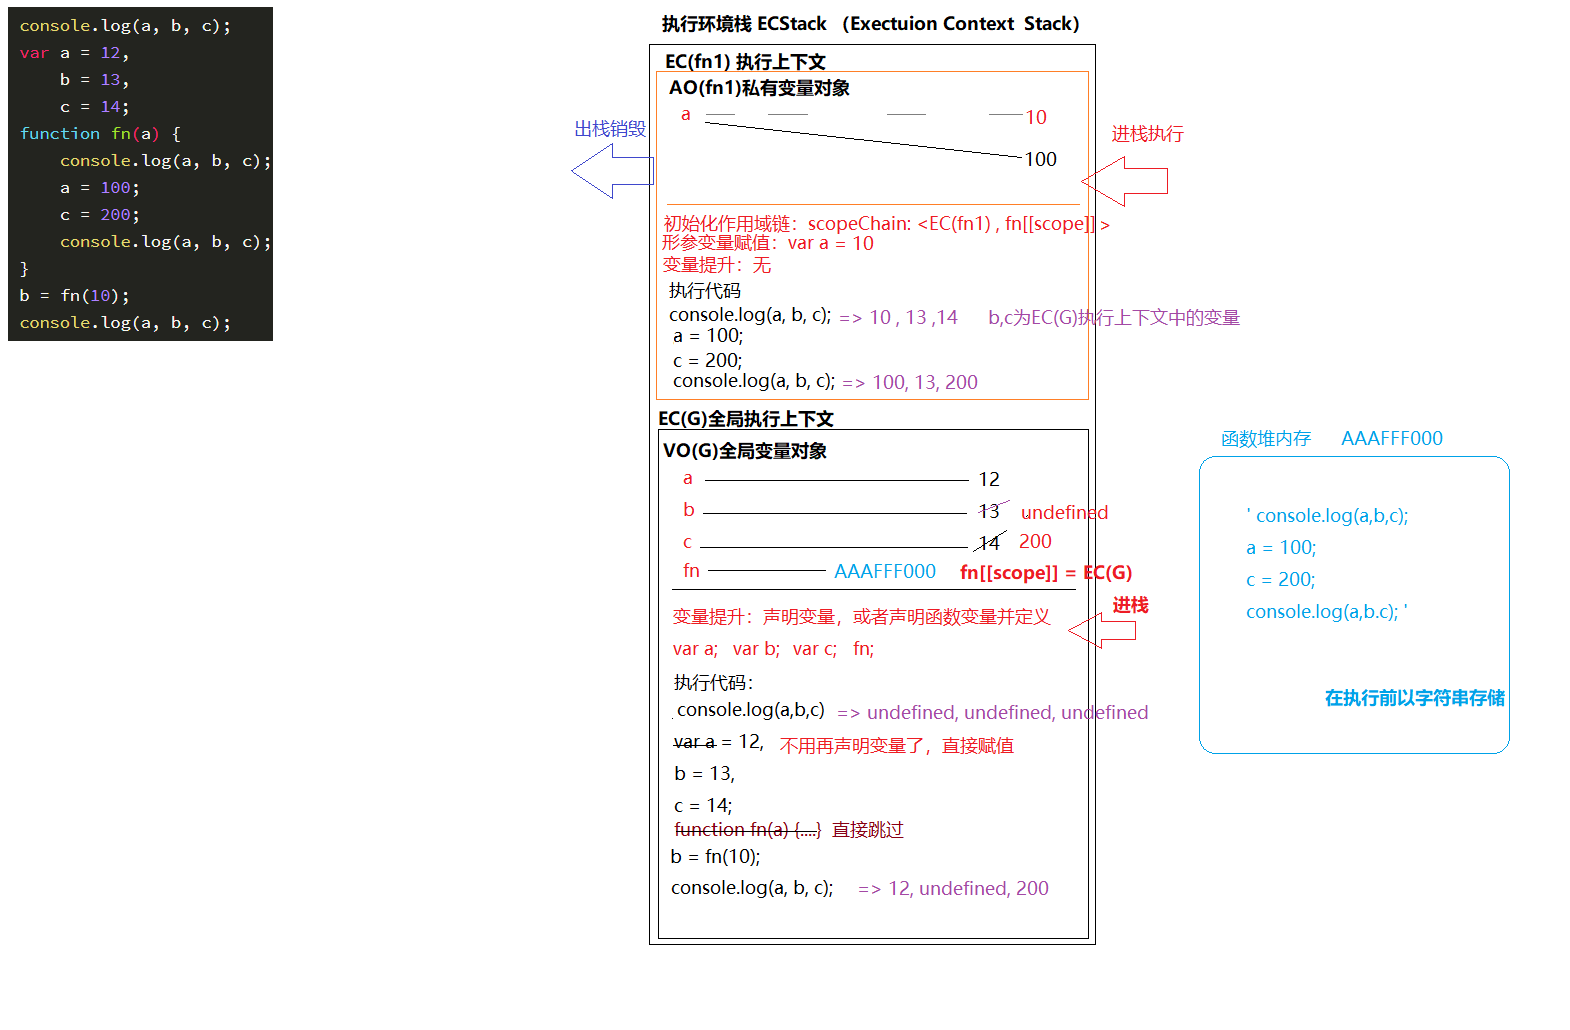 console.log(a, b, c);
var a = 12,
    b = 13,
    c = 14;
function fn(a) {
    console.log(a, b, c);
    a = 100;
    c = 200;
    console.log(a, b, c);
}
b = fn(10);
console.log(a, b, c);
执行环境栈 ECStack （Exectuion Context  Stack）
EC(fn1) 执行上下文
AO(fn1)私有变量对象
a 10
100
出栈销毁
进栈执行
初始化作用域链：scopeChain: <EC(fn1) , fn[[scope]] >
形参变量赋值：var a = 10
变量提升：无
执行代码
console.log(a, b, c); => 10 , 13 ,14 b,c为EC(G)执行上下文中的变量
a = 100;
c = 200;
console.log(a, b, c); => 100, 13, 200
EC(G)全局执行上下文
VO(G)全局变量对象
a 12
b 13 undefined
c 14 200
fn AAAFFF000 fn[[scope]] = EC(G)
进栈
变量提升：声明变量，或者声明函数变量并定义
var a;   var b;   var c;   fn;
执行代码：
console.log(a,b,c) => undefined, undefined, undefined
var a = 12, 不用再声明变量了，直接赋值
b = 13,
c = 14;
function fn(a) {....} 直接跳过
b = fn(10);
console.log(a, b, c); => 12, undefined, 200
函数堆内存 AAAFFF000
' console.log(a,b,c);
a = 100;
c = 200;
console.log(a,b.c); '
在执行前以字符串存储